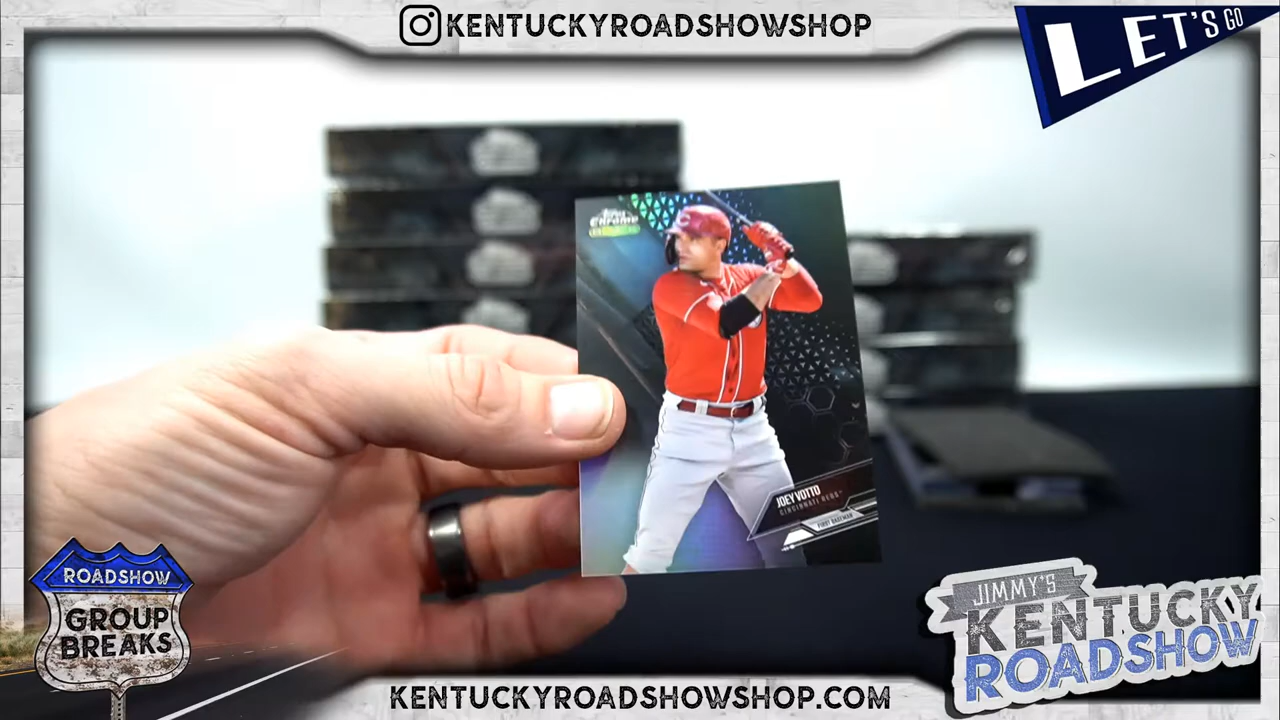 KENTUCKYROADSHOWSHOP
LET'S GO
Topps
Chrome
JOEY VOTTO
CINCINNATI REDS
FIRST BASEMAN
ROADSHOW
GROUP
BREAKS
JIMMY'S
KENTUCKY
ROADSHOW
KENTUCKYROADSHOWSHOP.COM